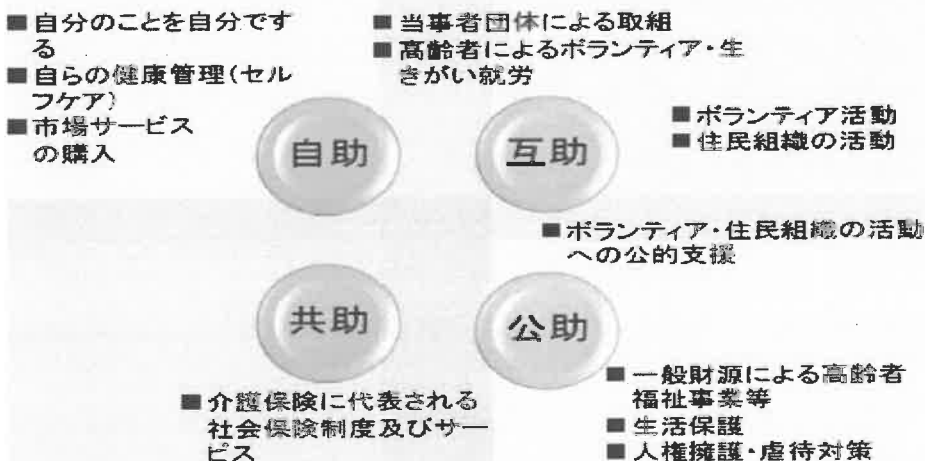 ■自分のことを自分です
る
■自らの健康管理(セル
フケア)
■市場サービス
の購入
■当事者団体による取組
■高齢者によるボランティア・生
きがい就労
自助
互助
■ボランティア活動
■住民組織の活動
■ボランティア・住民組織の活動
への公的支援
共助
公助
■介護保険に代表される
社会保険制度及びサー
ビス
■一般財源による高齢者
福祉事業等
■生活保護
■人権擁護・虐待対策